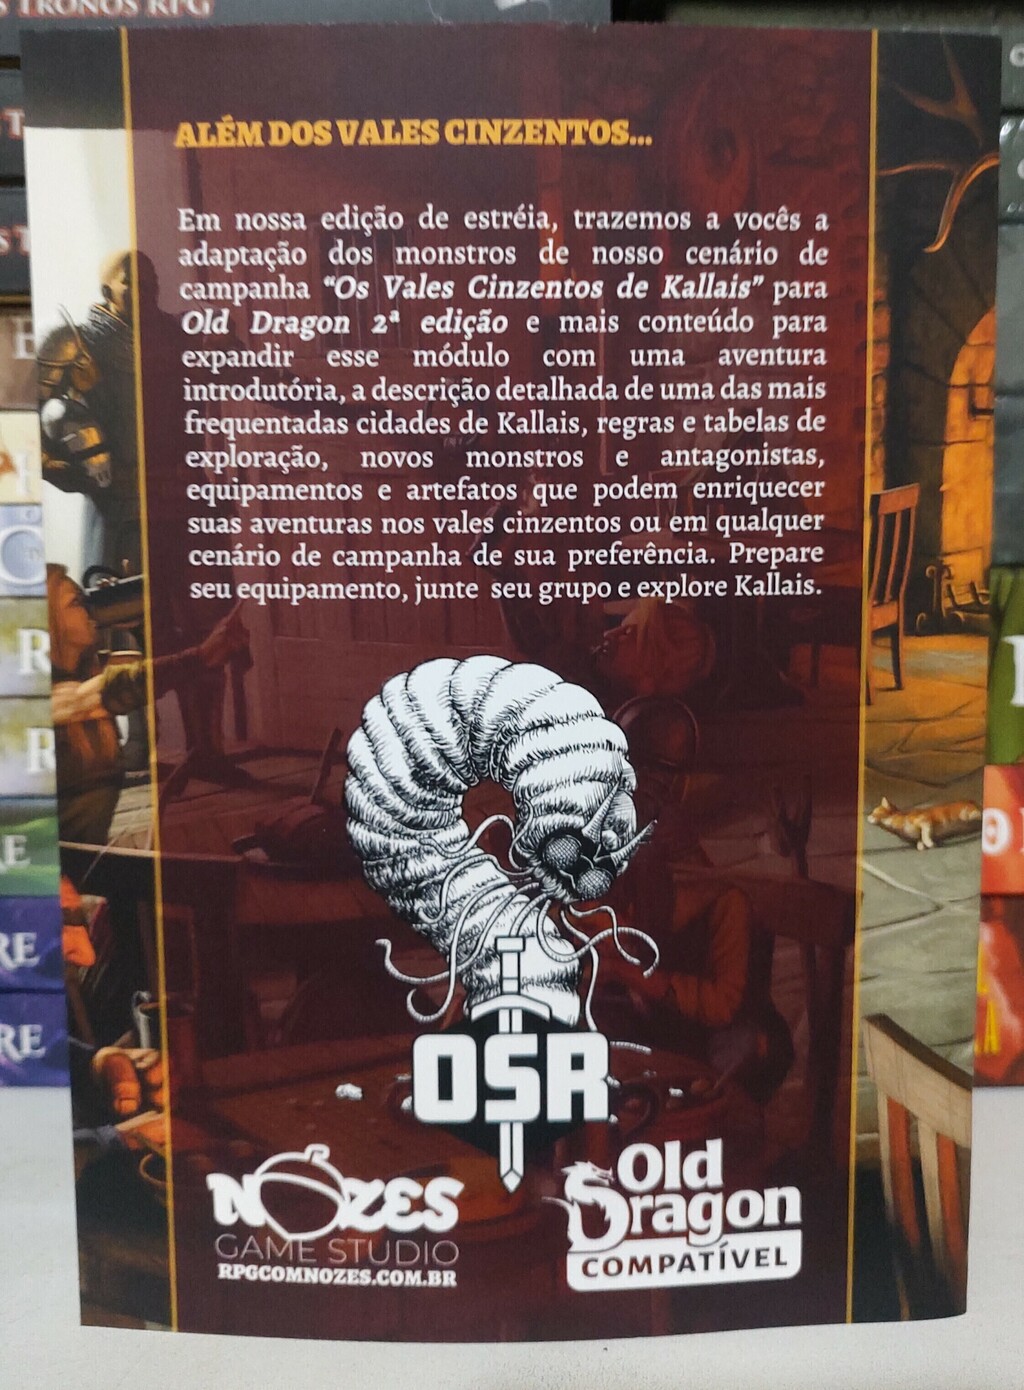 S TRONOS RPG
ALÉM DOS VALES CINZENTOS...
Em nossa edição de estréia, trazemos a vocês a
adaptação dos monstros de nosso cenário de
campanha “Os Vales Cinzentos de Kallais” para
Old Dragon 2ª edição e mais conteúdo para
expandir esse módulo com uma aventura
introdutória, a descrição detalhada de uma das mais
frequentadas cidades de Kallais, regras e tabelas de
exploração, novos monstros e antagonistas,
equipamentos e artefatos que podem enriquecer
suas aventuras nos vales cinzentos ou em qualquer
cenário de campanha de sua preferência. Prepare
seu equipamento, junte seu grupo e explore Kallais.
OSR
NOZES
GAME STUDIO
RPGCOMNOZES.COM.BR
Old
Dragon
COMPATÍVEL